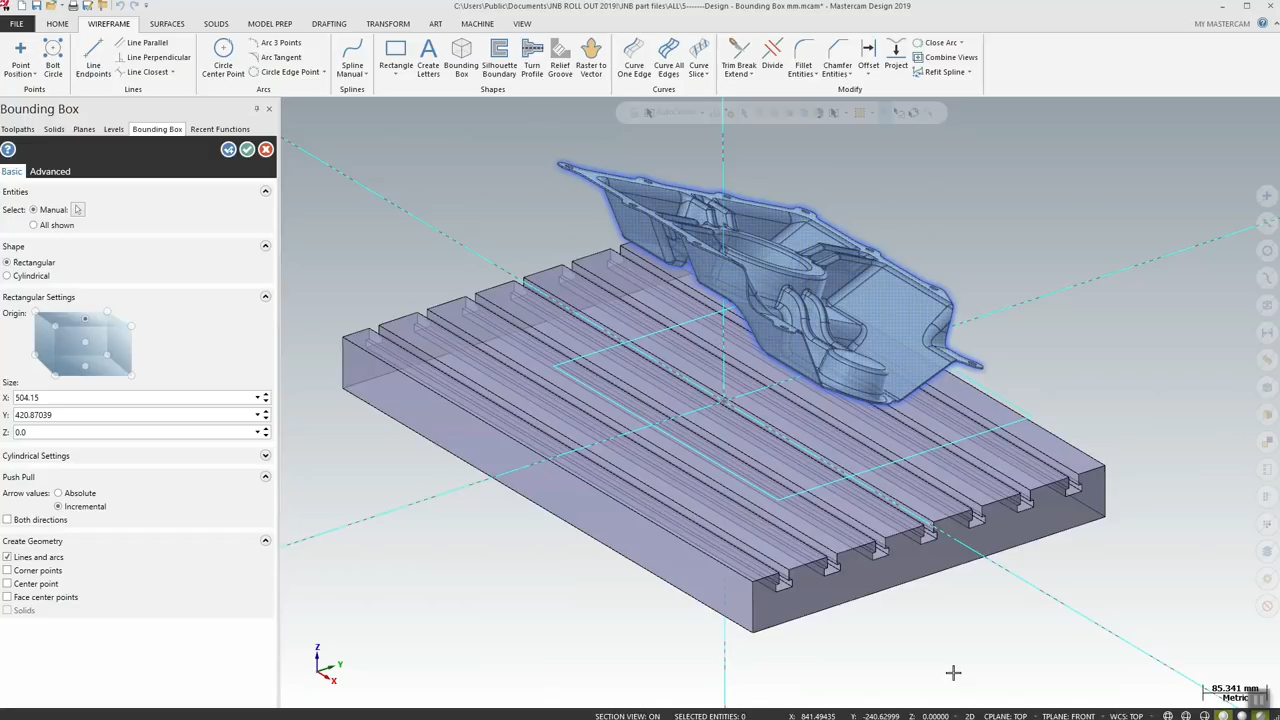 C:\Users\Public\Documents\JNB ROLL OUT 2019!\JNB part files\ALL\5-------Design - Bounding Box mm.mcam* - Mastercam Design 2019
FILE HOME WIREFRAME SURFACES SOLIDS MODEL PREP DRAFTING TRANSFORM ART MACHINE VIEW MY MASTERCAM
Point Position
Bolt Circle
Points
Line Endpoints
Line Parallel
Line Perpendicular
Line Closest
Lines
Circle Center Point
Arc 3 Points
Arc Tangent
Circle Edge Point
Arcs
Spline Manual
Splines
Rectangle
Create Letters
Bounding Box
Silhouette Boundary
Turn Profile
Relief Groove
Raster to Vector
Shapes
Curve One Edge
Curve All Edges
Curve Slice
Curves
Trim Break Extend
Divide
Fillet Entities
Chamfer Entities
Offset
Project
Close Arc
Combine Views
Refit Spline
Modify
Bounding Box
Toolpaths Solids Planes Levels Bounding Box Recent Functions
Basic Advanced
Entities
Select: Manual:
All shown
Shape
Rectangular
Cylindrical
Rectangular Settings
Origin:
Size:
X: 504.15
Y: 420.87039
Z: 0.0
Cylindrical Settings
Push Pull
Arrow values: Absolute
Incremental
Both directions
Create Geometry
Lines and arcs
Corner points
Center point
Face center points
Solids
Z
Y
X
85.341 mm
Metric
SECTION VIEW: ON SELECTED ENTITIES: 0 X: 841.49435 Y: -240.62999 Z: 0.00000 2D CPLANE: TOP TPLANE: FRONT WCS: TOP